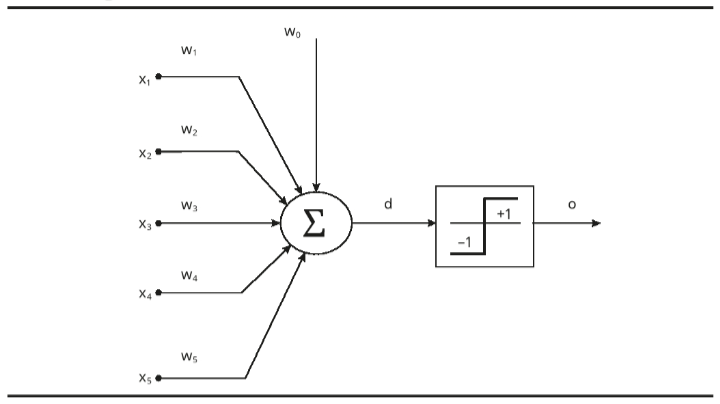 w₀
w₁
x₁
w₂
x₂
w₃
x₃
w₄
x₄
w₅
x₅
Σ
d
+1
−1
o